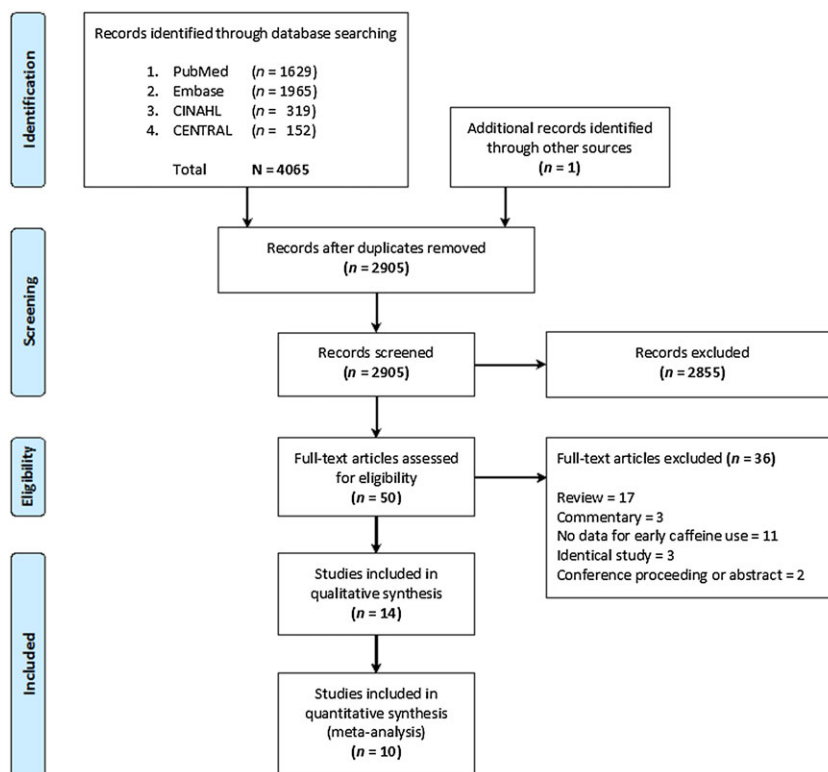 Identification
Records identified through database searching
1. PubMed (n = 1629)
2. Embase (n = 1965)
3. CINAHL (n = 319)
4. CENTRAL (n = 152)
Total N = 4065
Additional records identified
through other sources
(n = 1)
Screening
Records after duplicates removed
(n = 2905)
Records screened
(n = 2905)
Records excluded
(n = 2855)
Eligibility
Full-text articles assessed
for eligibility
(n = 50)
Full-text articles excluded (n = 36)
Review = 17
Commentary = 3
No data for early caffeine use = 11
Identical study = 3
Conference proceeding or abstract = 2
Included
Studies included in
qualitative synthesis
(n = 14)
Studies included in
quantitative synthesis
(meta-analysis)
(n = 10)